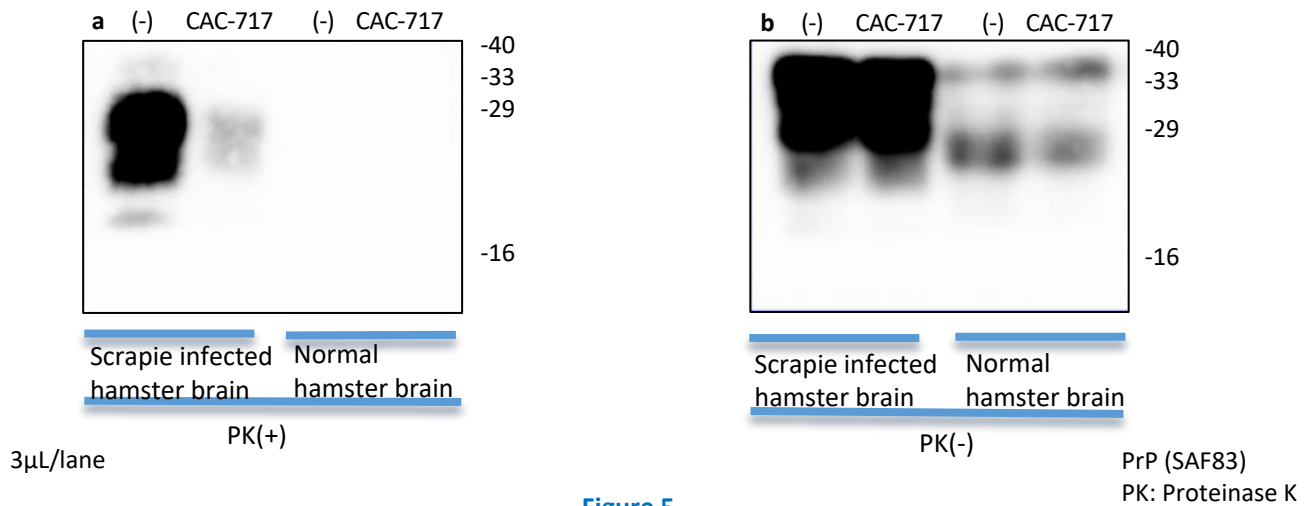 a (-) CAC-717 (-) CAC-717
-40
-33
-29
-16
Scrapie infected
hamster brain
Normal
hamster brain
PK(+)
3µL/lane
b (-) CAC-717 (-) CAC-717
-40
-33
-29
-16
Scrapie infected
hamster brain
Normal
hamster brain
PK(-)
PrP (SAF83)
PK: Proteinase K